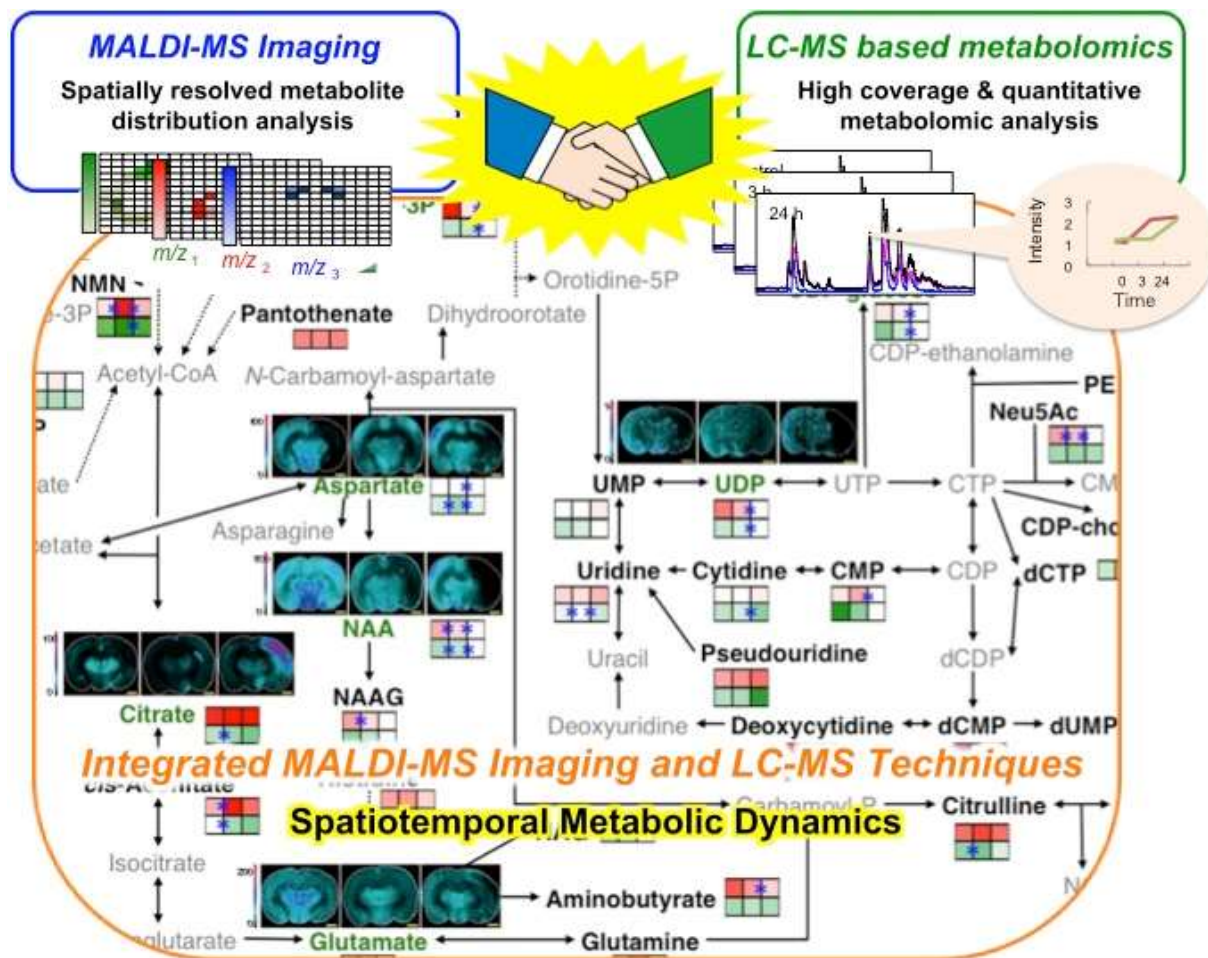 MALDI-MS Imaging
Spatially resolved metabolite
distribution analysis
LC-MS based metabolomics
High coverage & quantitative
metabolomic analysis
m/z 1
m/z 2
m/z 3
3 h
24 h
Intensity
3
2
1
0
0 3 24
Time
Orotidine-5P
NMN
Pantothenate
Dihydroorotate
Acetyl-CoA
N-Carbamoyl-aspartate
CDP-ethanolamine
PE
Neu5Ac
Aspartate
UMP
UDP
UTP
CTP
Asparagine
CDP-cho
Uridine
Cytidine
CMP
CDP
dCTP
NAA
Uracil
Pseudouridine
dCDP
NAAG
Citrate
Deoxyuridine
Deoxycytidine
dCMP
dUMP
Integrated MALDI-MS Imaging and LC-MS Techniques
Citrulline
Spatiotemporal Metabolic Dynamics
Isocitrate
Aminobutyrate
Glutamate
Glutamine